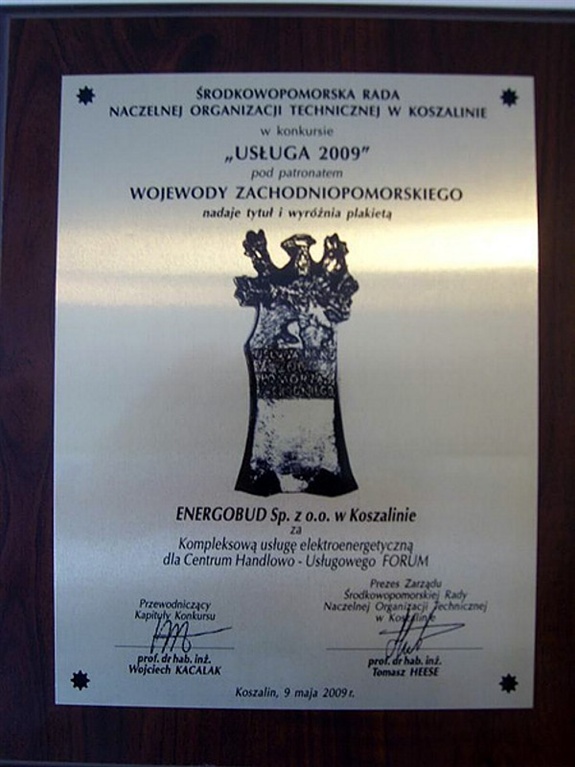 ŚRODKOWOPOMORSKA RADA
NACZELNEJ ORGANIZACJI TECHNICZNEJ W KOSZALINIE
w konkursie
„USŁUGA 2009”
pod patronatem
WOJEWODY ZACHODNIOPOMORSKIEGO
nadaje tytuł i wyróżnia plakietą
ENERGOBUD Sp. z o.o. w Koszalinie
za
Kompleksową usługę elektroenergetyczną
dla Centrum Handlowo - Usługowego FORUM
Przewodniczący
Kapituły Konkursu
prof. dr hab. inż.
Wojciech KACALAK
Prezes Zarządu
Środkowopomorskiej Rady
Naczelnej Organizacji Technicznej
w Koszalinie
prof. dr hab. inż.
Tomasz HEESE
Koszalin, 9 maja 2009 r.